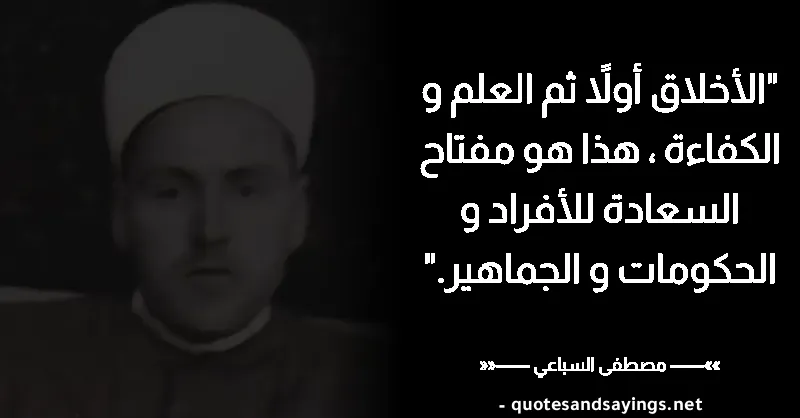 "الأخلاق أولًا ثم العلم و
الكفاءة ، هذا هو مفتاح
السعادة للأفراد و
الحكومات و الجماهير."
»»—— مصطفى السباعي ——««
- quotesandsayings.net